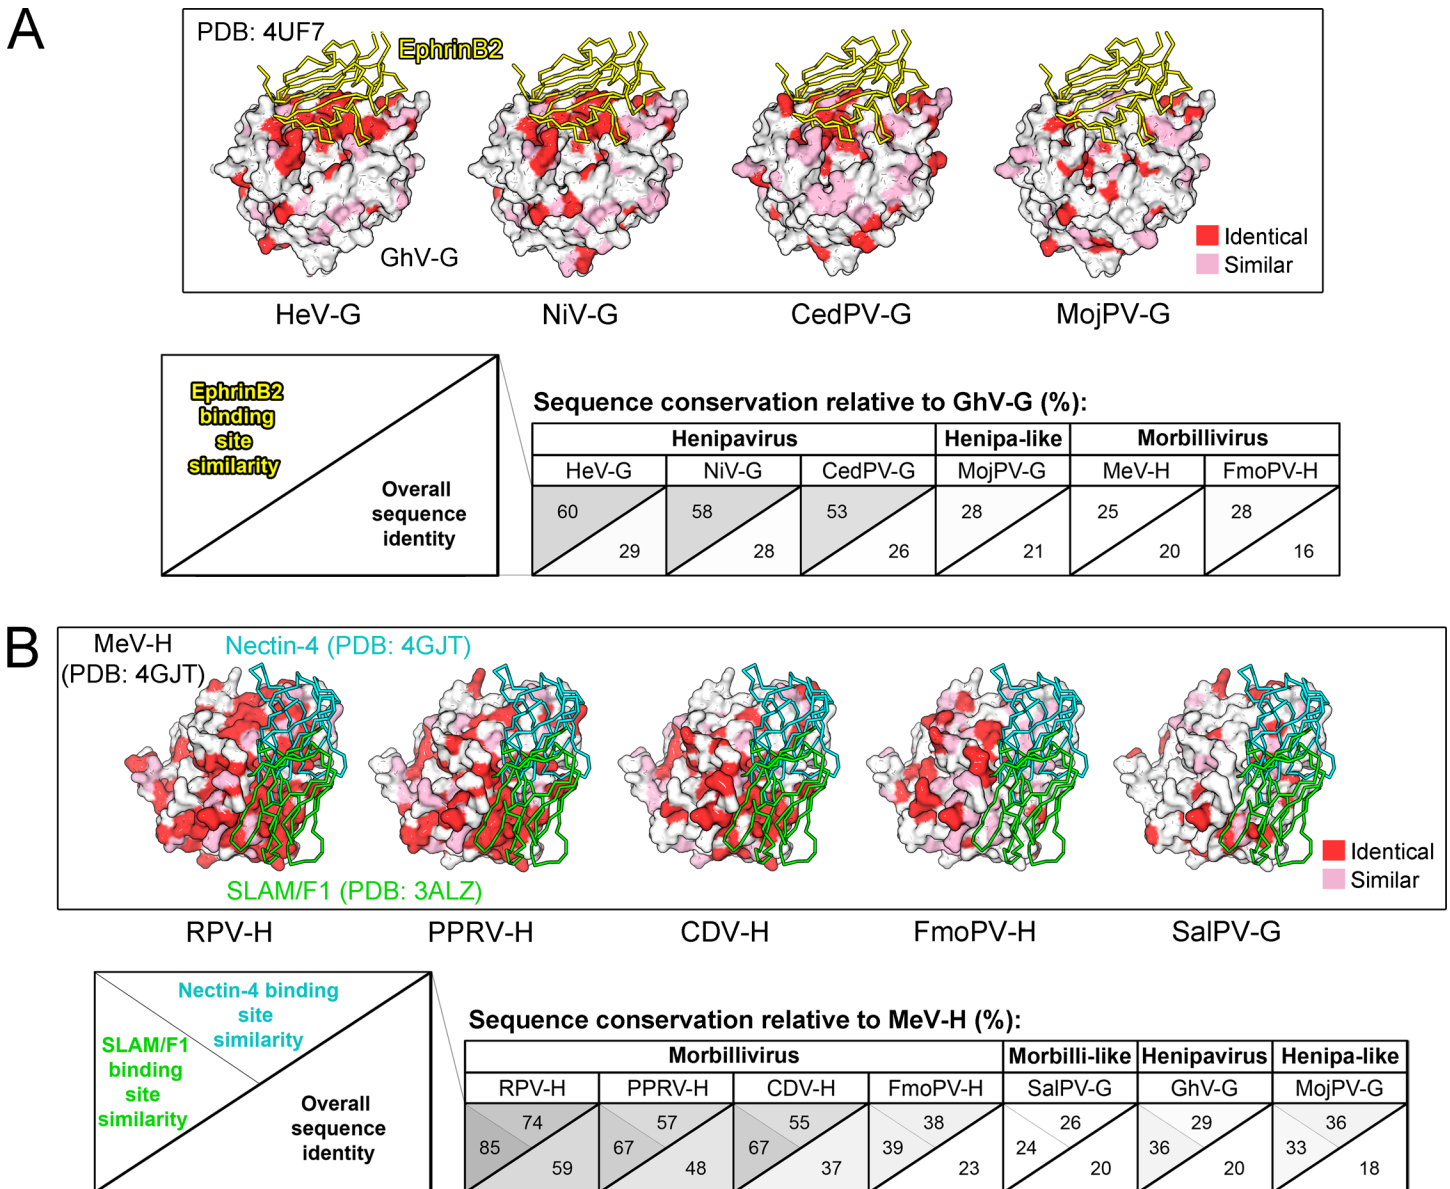 A
PDB: 4UF7
EphrinB2
GhV-G
Identical
Similar
HeV-G NiV-G CedPV-G MojPV-G
EphrinB2
binding
site
similarity
Overall
sequence
identity
Sequence conservation relative to GhV-G (%):
Henipavirus Henipa-like Morbillivirus
HeV-G NiV-G CedPV-G MojPV-G MeV-H FmoPV-H
60 58 53 28 25 28
29 28 26 21 20 16
B
MeV-H
(PDB: 4GJT)
Nectin-4 (PDB: 4GJT)
SLAM/F1 (PDB: 3ALZ)
Identical
Similar
RPV-H PPRV-H CDV-H FmoPV-H SalPV-G
Nectin-4 binding
site
similarity
SLAM/F1
binding
site
similarity
Overall
sequence
identity
Sequence conservation relative to MeV-H (%):
Morbillivirus Morbilli-like Henipavirus Henipa-like
RPV-H PPRV-H CDV-H FmoPV-H SalPV-G GhV-G MojPV-G
74 57 55 38 26 29 36
85 67 67 39 24 36 33
59 48 37 23 20 20 18